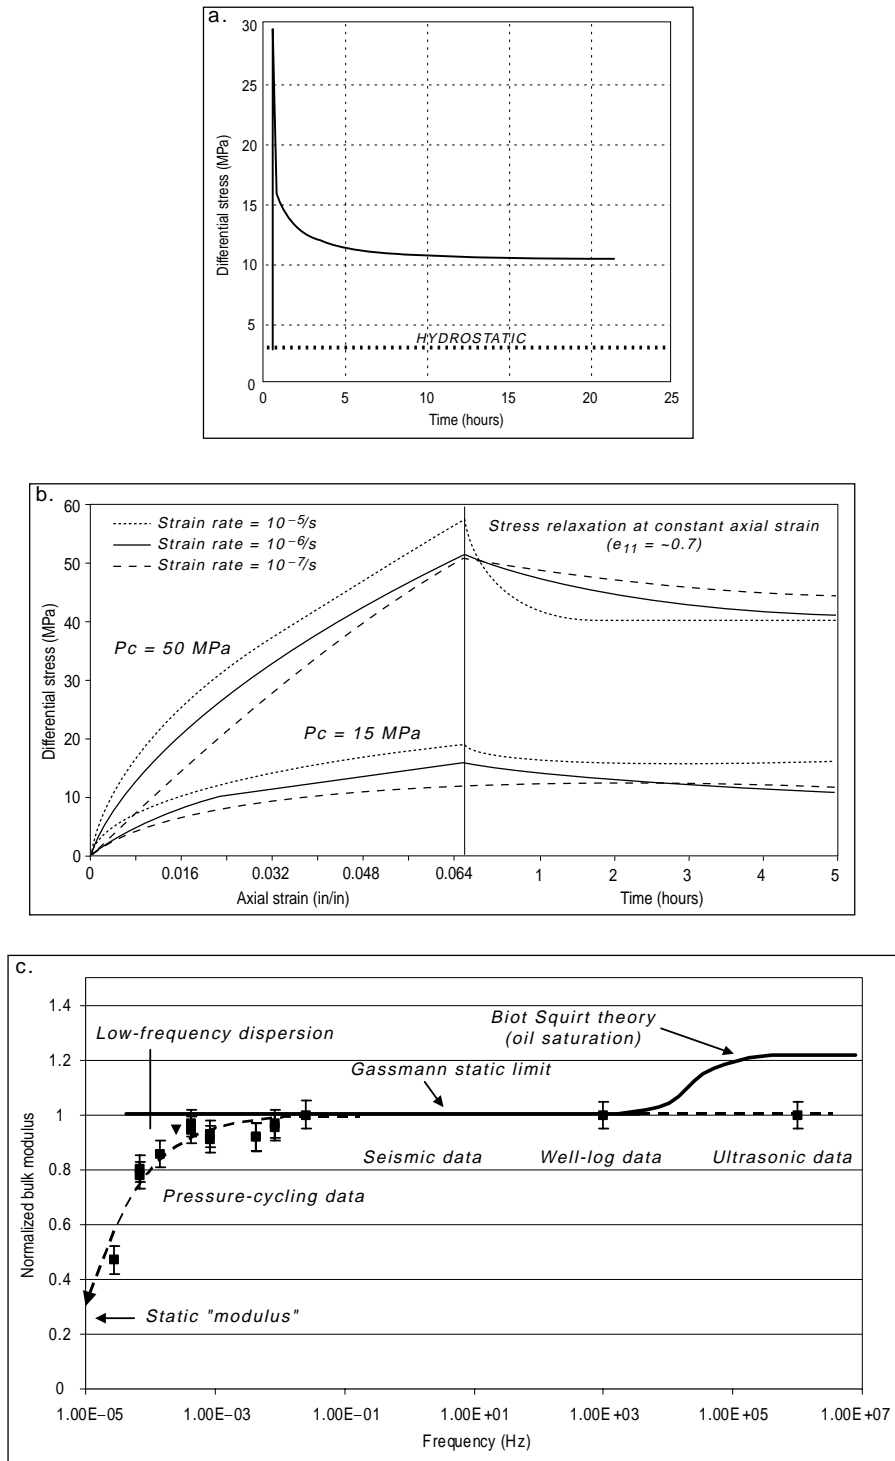 a.
30
25
20
15
10
5
0
Differential stress (MPa)
HYDROSTATIC
0 5 10 15 20 25
Time (hours)
b.
60
50
40
30
20
10
0
Differential stress (MPa)
Strain rate = 10⁻⁵/s
Strain rate = 10⁻⁶/s
Strain rate = 10⁻⁷/s
Stress relaxation at constant axial strain
(e₁₁ = ~0.7)
Pc = 50 MPa
Pc = 15 MPa
0 0.016 0.032 0.048 0.064 1 2 3 4 5
Axial strain (in/in) Time (hours)
c.
1.4
1.2
1
0.8
0.6
0.4
0.2
0
Normalized bulk modulus
Low-frequency dispersion
Biot Squirt theory
(oil saturation)
Gassmann static limit
Seismic data Well-log data Ultrasonic data
Pressure-cycling data
Static "modulus"
1.00E−05 1.00E−03 1.00E−01 1.00E+01 1.00E+03 1.00E+05 1.00E+07
Frequency (Hz)